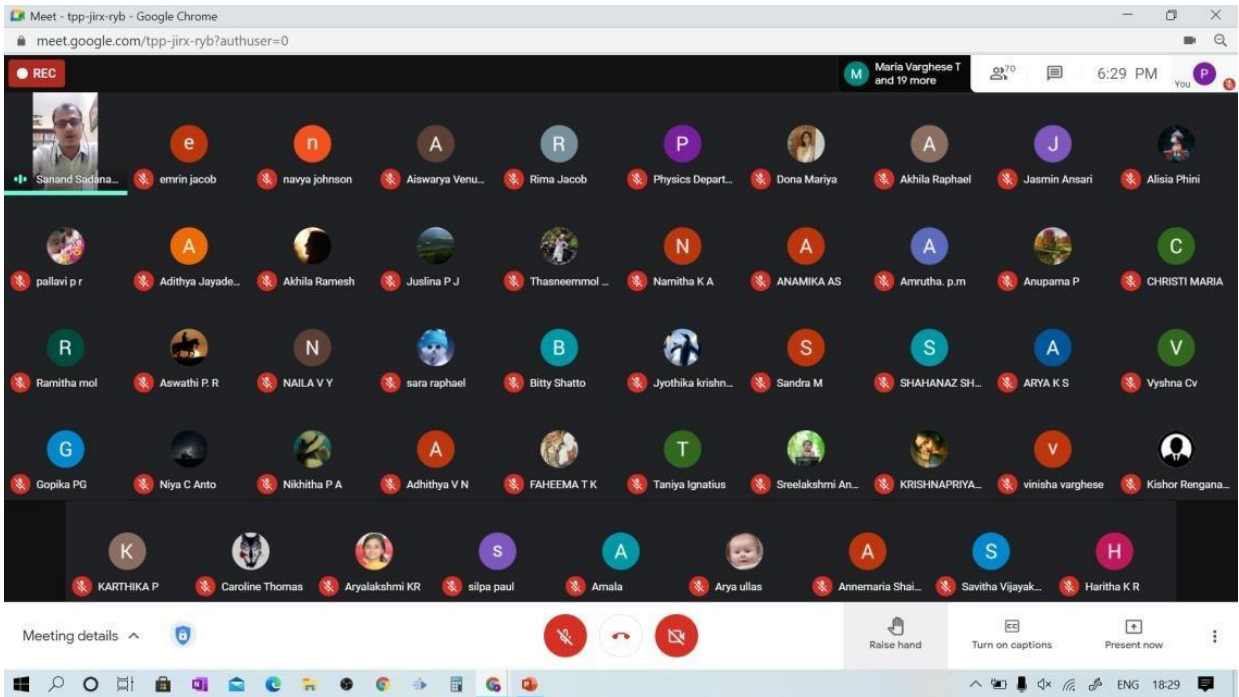 Meet - tpp-jirx-ryb - Google Chrome
meet.google.com/tpp-jirx-ryb?authuser=0
REC
M Maria Varghese T and 19 more
70
6:29 PM
You P
e n A R P A J
Sanand Sadana... emrin jacob navya johnson Aiswarya Venu... Rima Jacob Physics Depart... Dona Mariya Akhila Raphael Jasmin Ansari Alisia Phini
A N A A C
pallavi p r Adithya Jayade... Akhila Ramesh Juslina P J Thasneemmol ... Namitha K A ANAMIKA AS Amrutha. p.m Anupama P CHRISTI MARIA
R N B S S A V
Ramitha mol Aswathi P. R NAILA V Y sara raphael Bitty Shatto Jyothika krishn... Sandra M SHAHANAZ SH... ARYA K S Vyshna Cv
G A T v
Gopika PG Niya C Anto Nikhitha P A Adhithya V N FAHEEMA T K Taniya Ignatius Sreelakshmi An... KRISHNAPRIYA... vinisha varghese Kishor Rengana...
K s A A S H
KARTHIKA P Caroline Thomas Aryalakshmi KR silpa paul Amala Arya ullas Annemaria Shai... Savitha Vijayak... Haritha K R
Meeting details
Raise hand
CC
Turn on captions
Present now
ENG 18:29